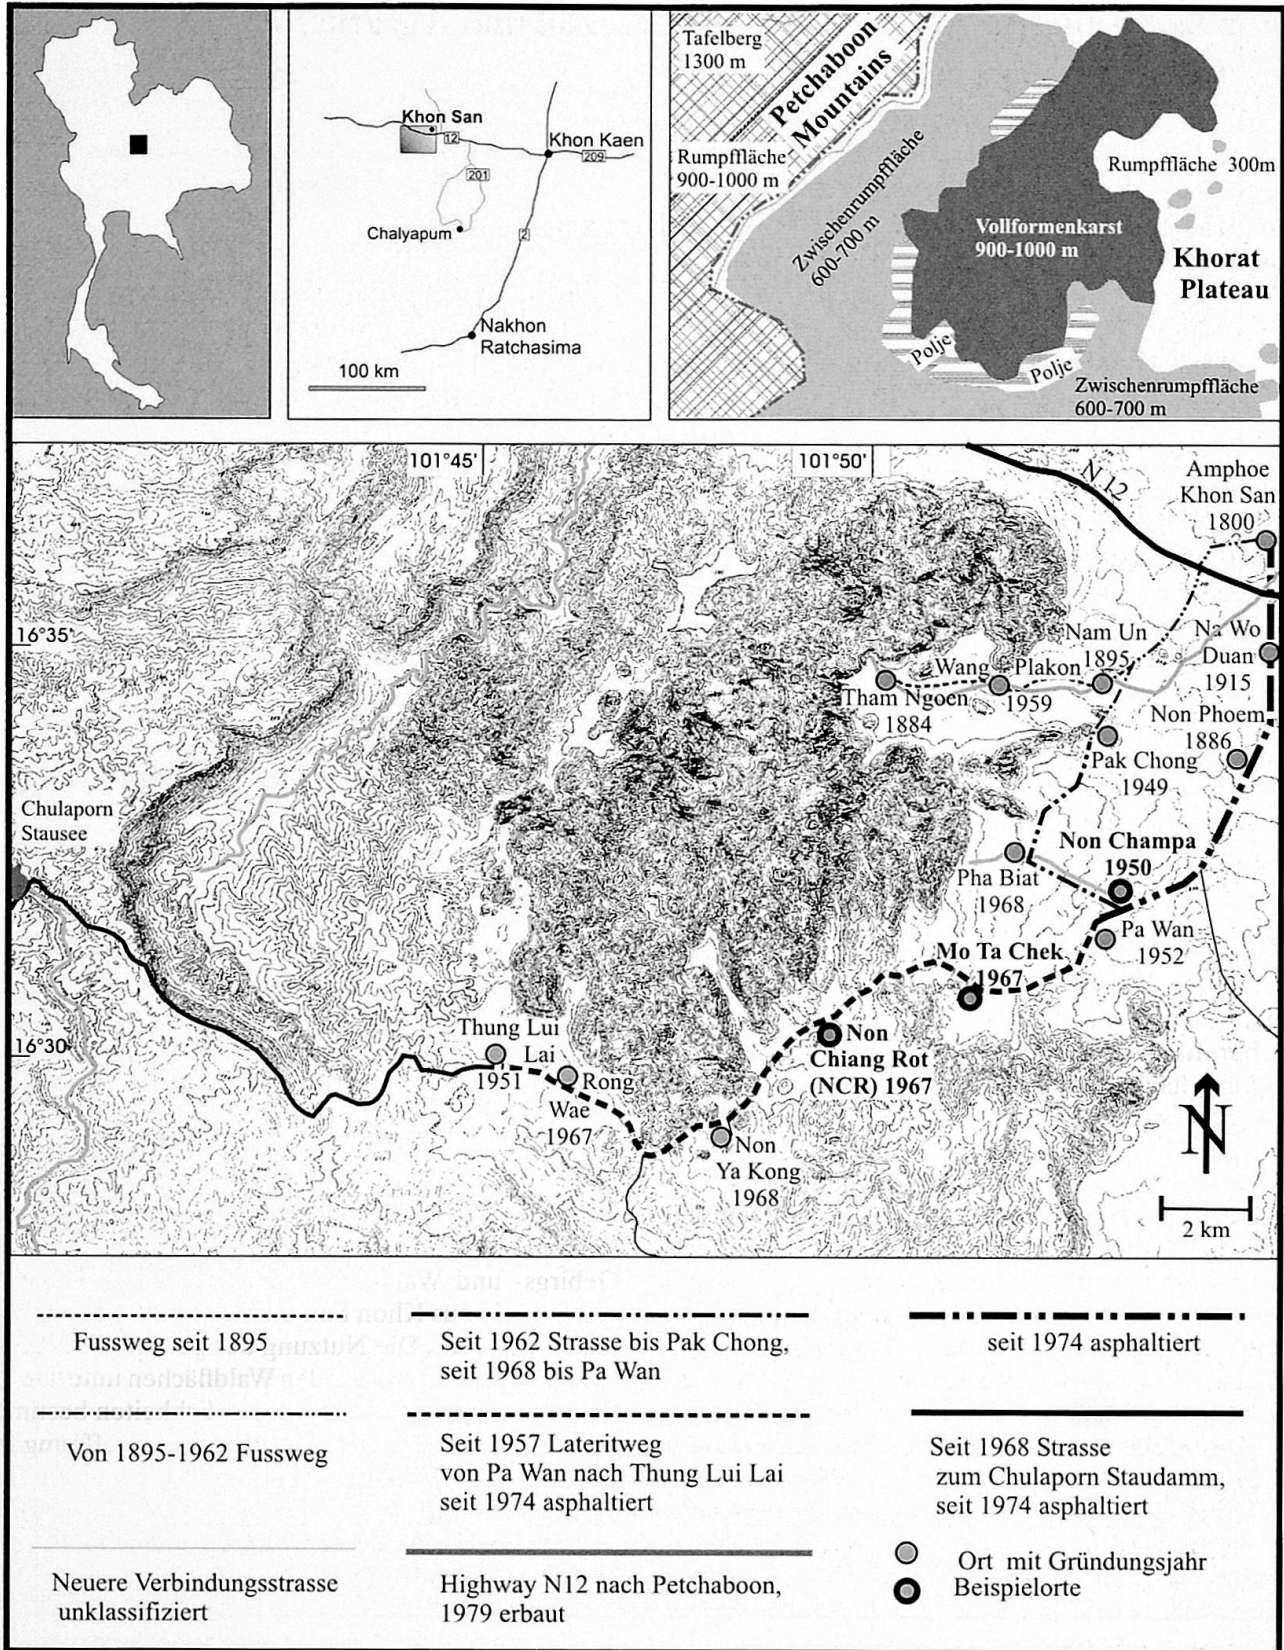 Khon San
12
Khon Kaen
209
201
Chalyapum
2
Nakhon
Ratchasima
100 km
Tafelberg
1300 m
Petchaboon
Mountains
Rumpffläche
900-1000 m
Zwischenrumpffläche
600-700 m
Rumpffläche 300m
Vollformenkarst
900-1000 m
Khorat
Plateau
Polje
Polje
Zwischenrumpffläche
600-700 m
101°45'
101°50'
N 12
Amphoe
Khon San
1800
16°35'
Nam Un
1895
Na Wo
Duan
1915
Wang Plakon
1959
Tham Ngoen
1884
Non Phoem
1886
Pak Chong
1949
Chulaporn
Stausee
Non Champa
1950
Pha Biat
1968
Pa Wan
1952
Mo Ta Chek
1967
16°30'
Thung Lui
Lai
1951
Rong
Wae
1967
Non
Chiang Rot
(NCR) 1967
Non
Ya Kong
1968
N
2 km
Fussweg seit 1895
Seit 1962 Strasse bis Pak Chong,
seit 1968 bis Pa Wan
seit 1974 asphaltiert
Von 1895-1962 Fussweg
Seit 1957 Lateritweg
von Pa Wan nach Thung Lui Lai
seit 1974 asphaltiert
Seit 1968 Strasse
zum Chulaporn Staudamm,
seit 1974 asphaltiert
Neuere Verbindungsstrasse
unklassifiziert
Highway N12 nach Petchaboon,
1979 erbaut
Ort mit Gründungsjahr
Beispielorte